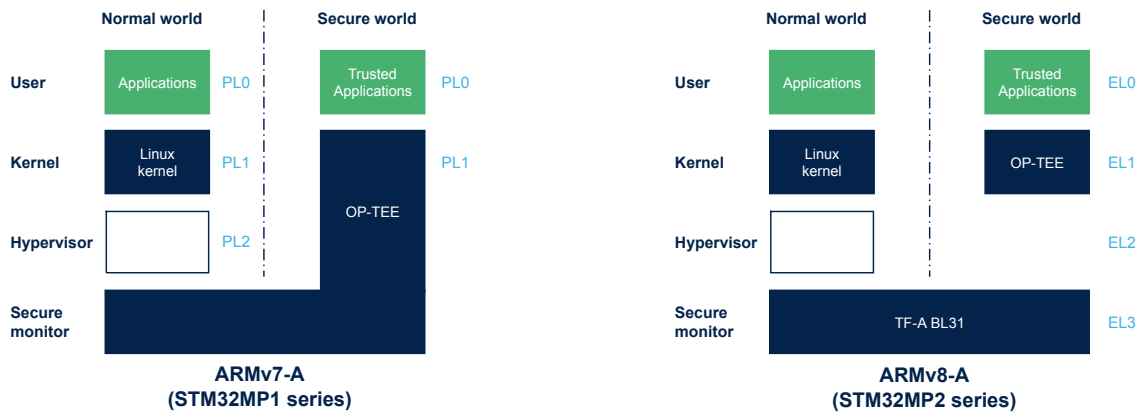 Normal world
Secure world
User
Applications
PL0
Trusted
Applications
PL0
Kernel
Linux
kernel
PL1
OP-TEE
PL1
Hypervisor
PL2
Secure
monitor
ARMv7-A
(STM32MP1 series)
Normal world
Secure world
User
Applications
Trusted
Applications
EL0
Kernel
Linux
kernel
OP-TEE
EL1
Hypervisor
EL2
Secure
monitor
TF-A BL31
EL3
ARMv8-A
(STM32MP2 series)